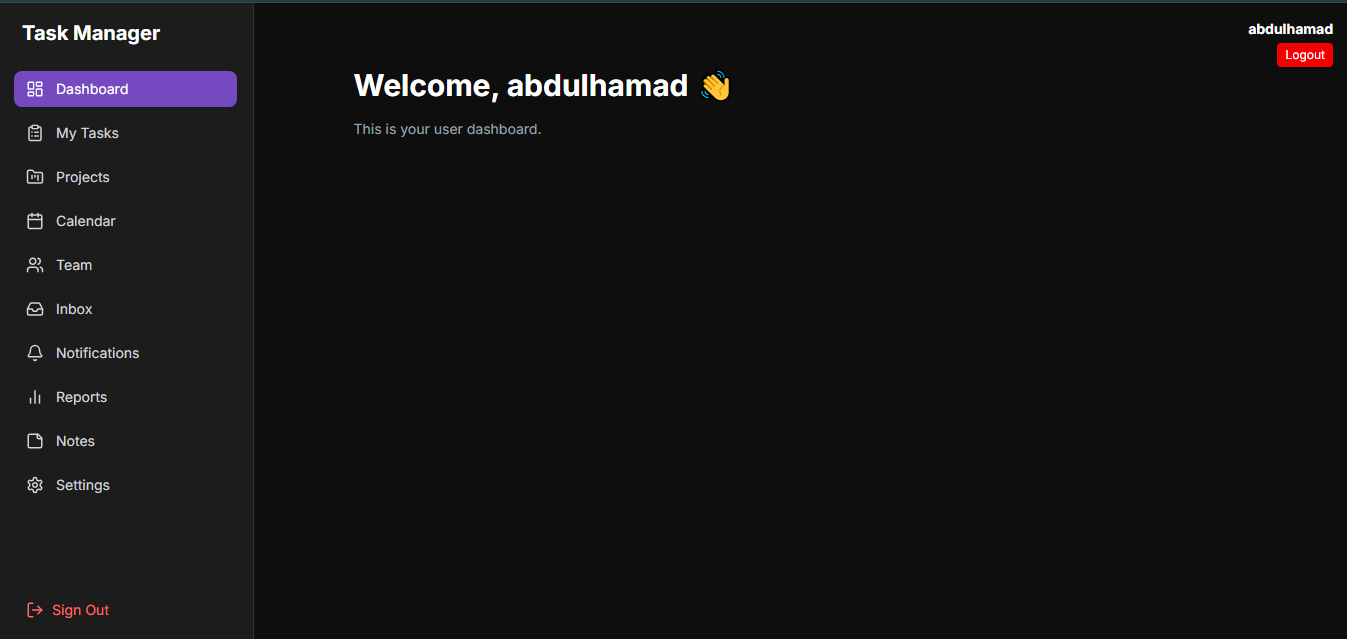 Task Manager
Dashboard
My Tasks
Projects
Calendar
Team
Inbox
Notifications
Reports
Notes
Settings
Sign Out
abdulhamad
Logout
Welcome, abdulhamad 👋
This is your user dashboard.